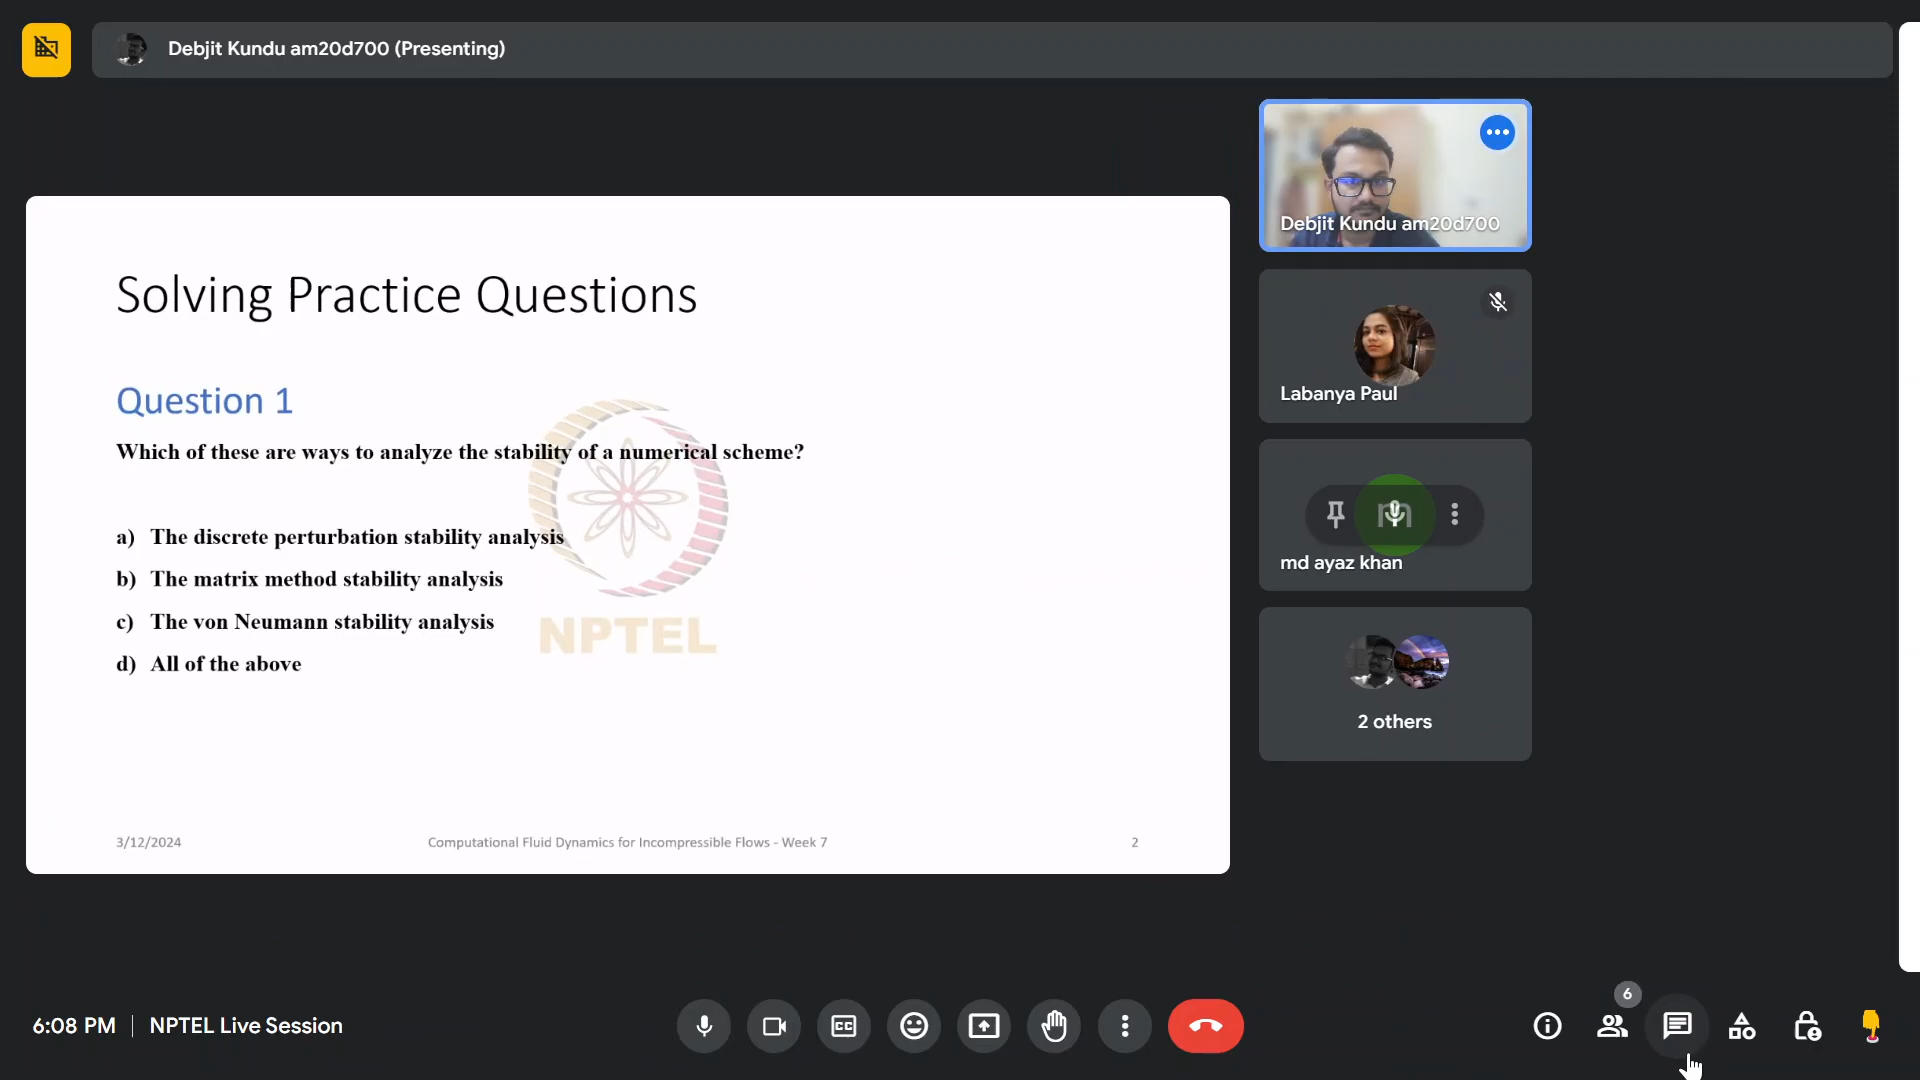 Debjit Kundu am20d700 (Presenting)
Debjit Kundu am20d700
Solving Practice Questions
Question 1
Which of these are ways to analyze the stability of a numerical scheme?
a) The discrete perturbation stability analysis
b) The matrix method stability analysis
c) The von Neumann stability analysis
d) All of the above
NPTEL
3/12/2024
Computational Fluid Dynamics for Incompressible Flows - Week 7
2
Labanya Paul
m
md ayaz khan
2 others
6:08 PM | NPTEL Live Session
CC
6